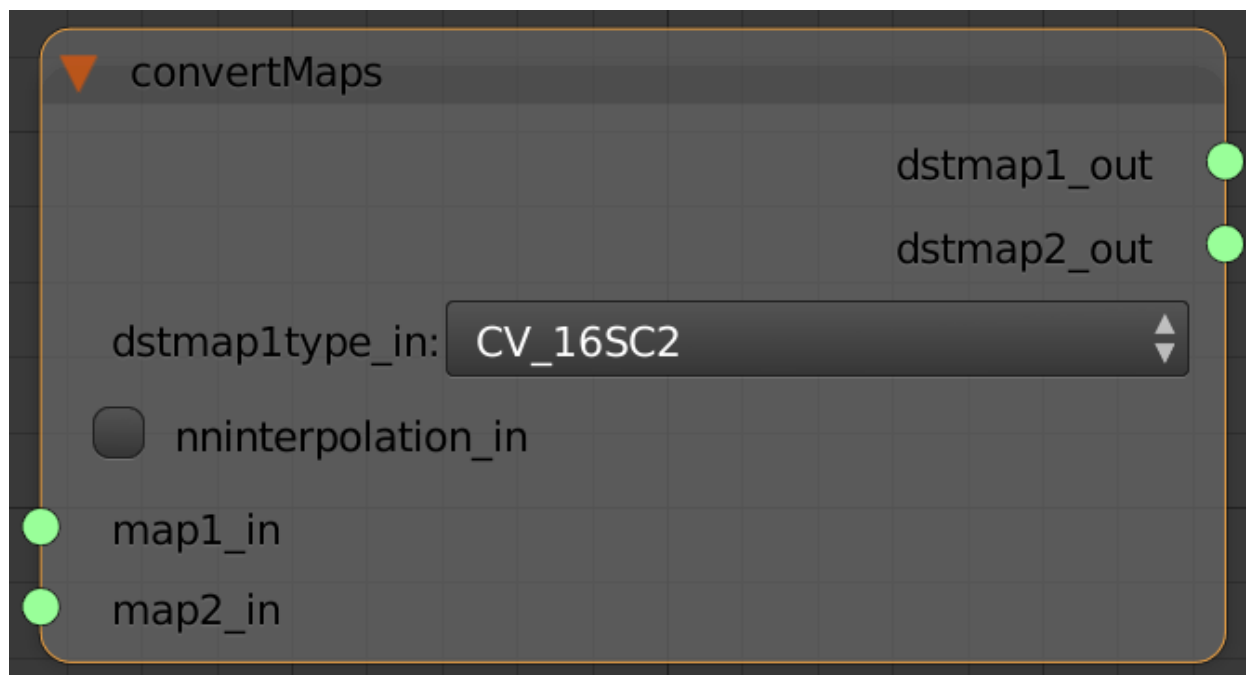 convertMaps
dstmap1_out
dstmap2_out
dstmap1type_in: CV_16SC2
nninterpolation_in
map1_in
map2_in